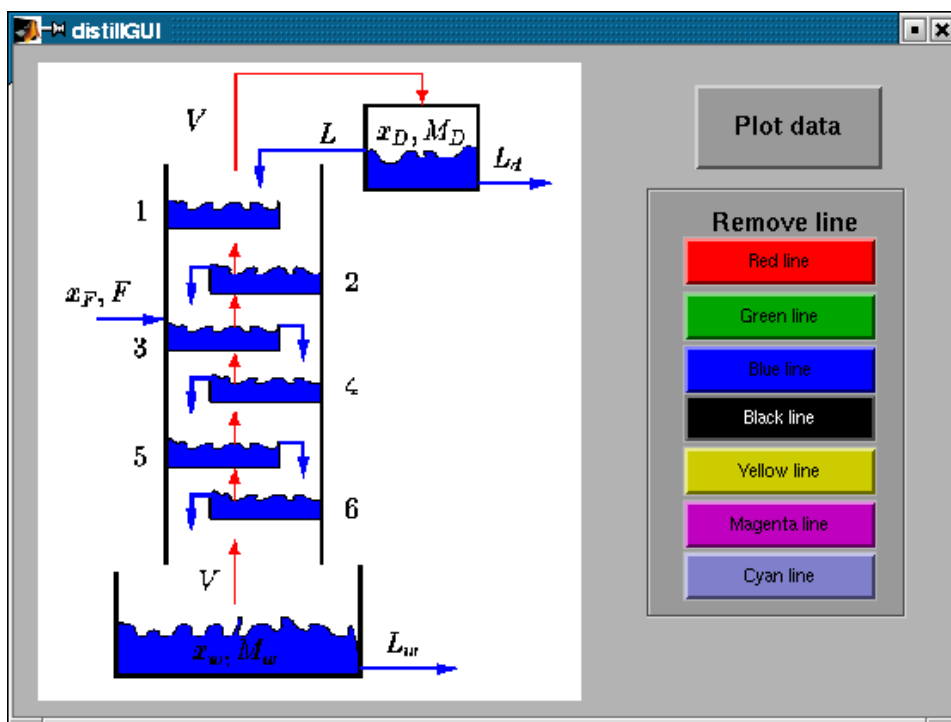 distillGUI
V
L
x_D, M_D
L_d
1
2
x_F, F
3
4
5
6
V
x_w, M_w
L_w
Plot data
Remove line
Red line
Green line
Blue line
Black line
Yellow line
Magenta line
Cyan line